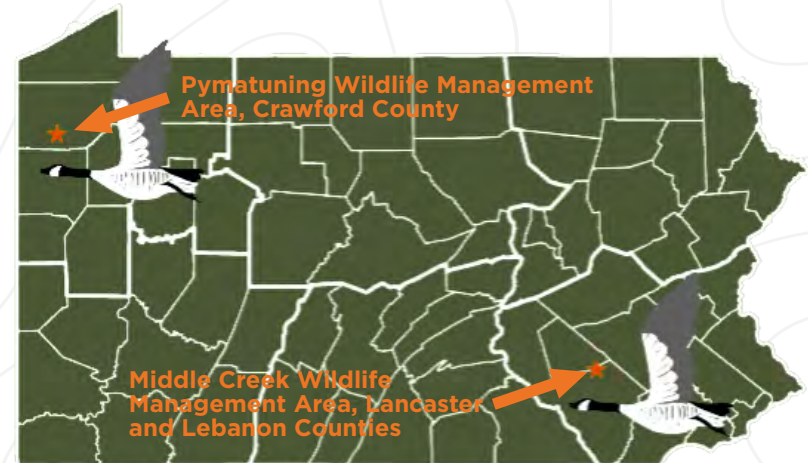 Pymatuning Wildlife Management
Area, Crawford County
Middle Creek Wildlife
Management Area, Lancaster
and Lebanon Counties